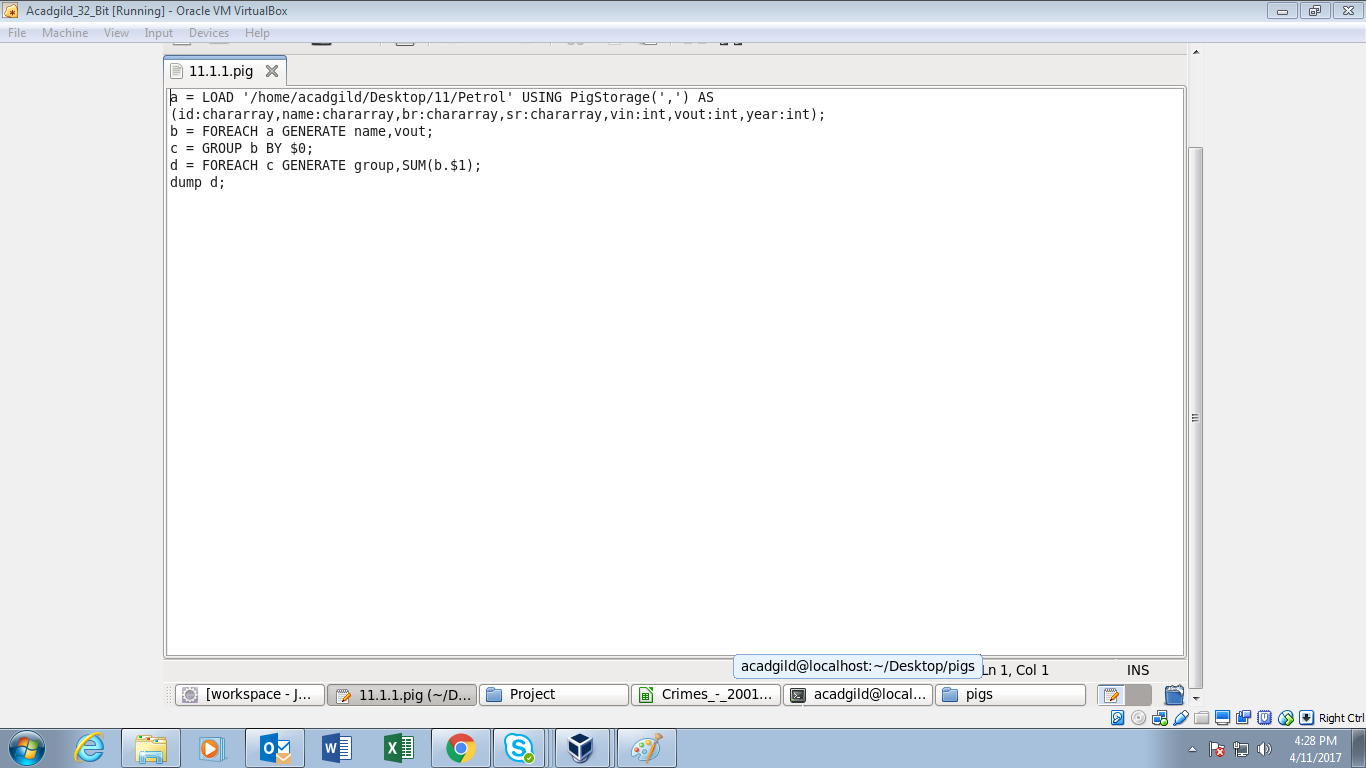 Acadgild_32_Bit [Running] - Oracle VM VirtualBox
File Machine View Input Devices Help
11.1.1.pig
a = LOAD '/home/acadgild/Desktop/11/Petrol' USING PigStorage(',') AS
(id:chararray,name:chararray,br:chararray,sr:chararray,vin:int,vout:int,year:int);
b = FOREACH a GENERATE name,vout;
c = GROUP b BY $0;
d = FOREACH c GENERATE group,SUM(b.$1);
dump d;
acadgild@localhost:~/Desktop/pigs
Ln 1, Col 1 INS
[workspace - J... 11.1.1.pig (~/D... Project Crimes_-_2001... acadgild@local... pigs
Right Ctrl
4:28 PM
4/11/2017